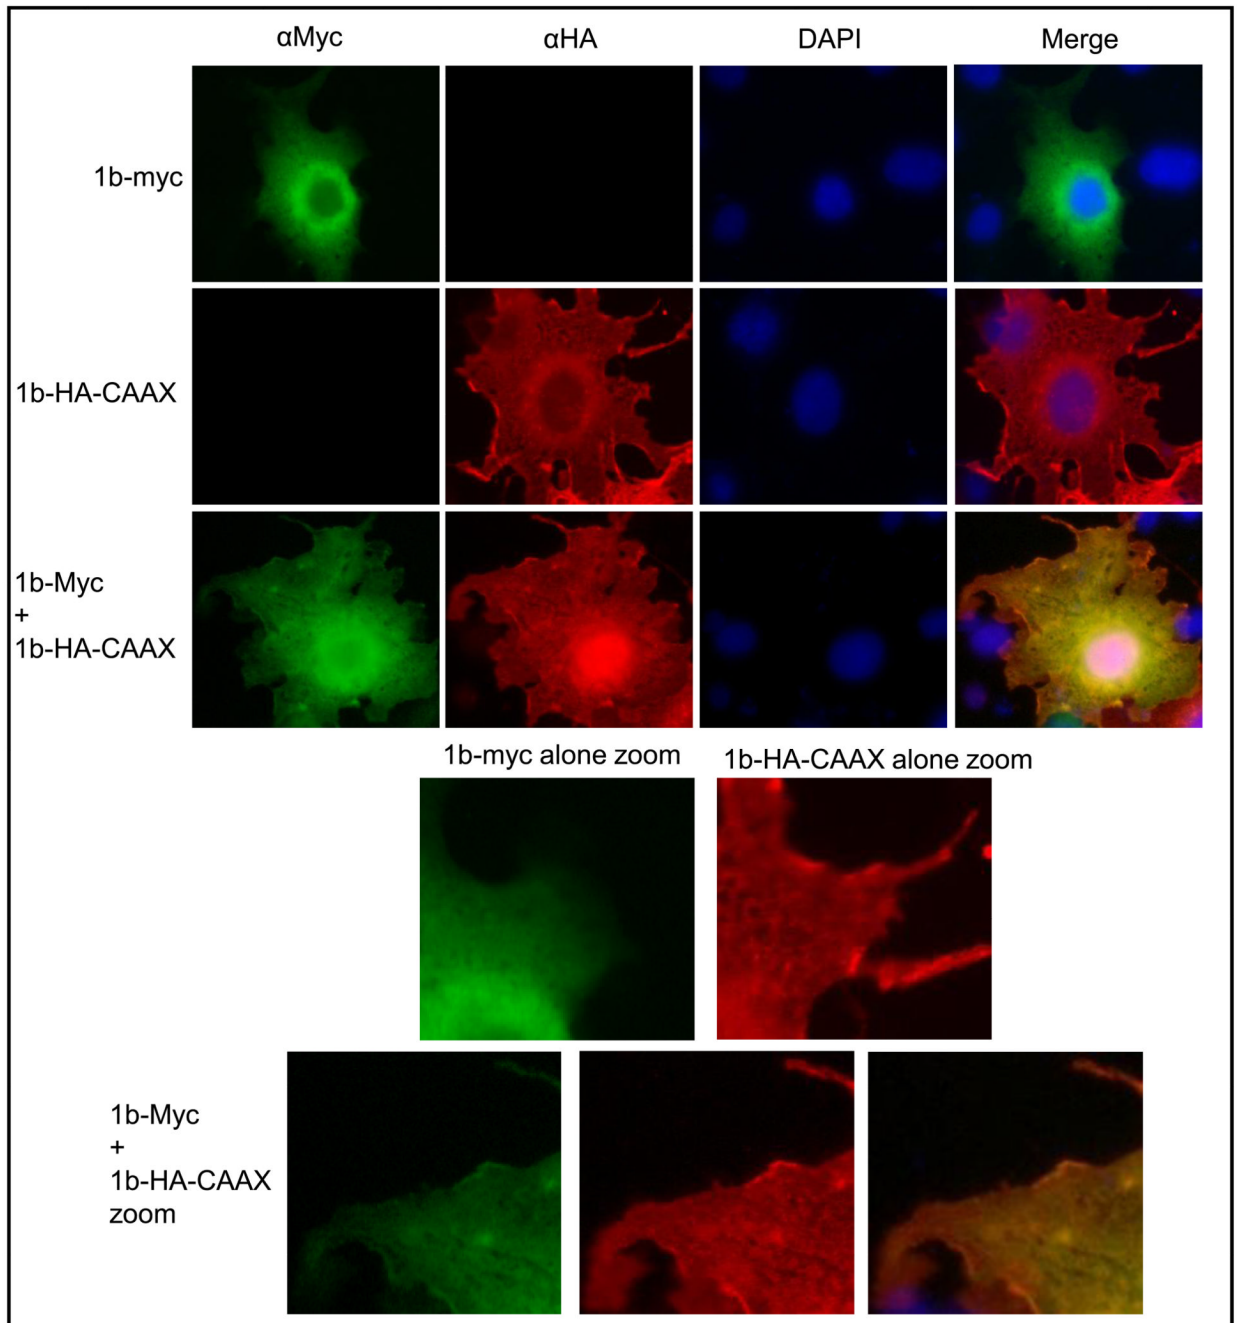 αMyc
αHA
DAPI
Merge
1b-myc
1b-HA-CAAX
1b-Myc
+
1b-HA-CAAX
1b-myc alone zoom
1b-HA-CAAX alone zoom
1b-Myc
+
1b-HA-CAAX
zoom